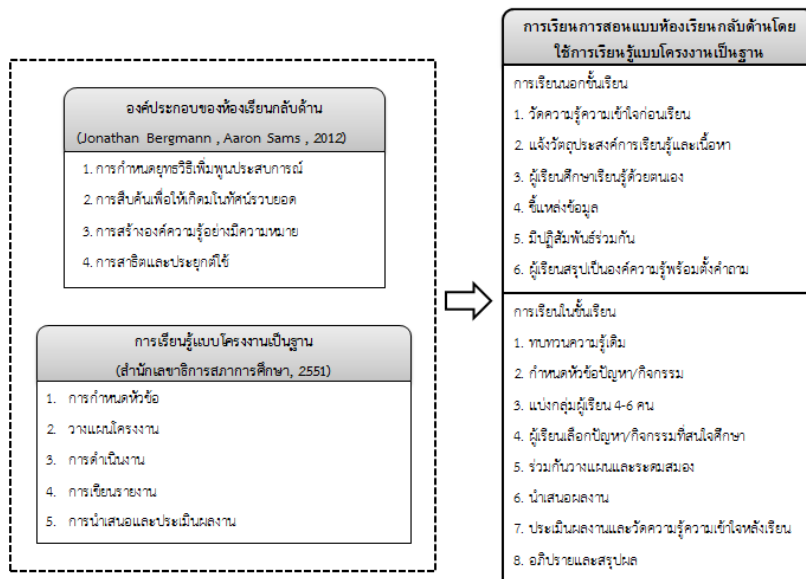 องค์ประกอบของห้องเรียนกลับด้าน
(Jonathan Bergmann , Aaron Sams , 2012)
1. การกำหนดยุทธวิธีเพิ่มพูนประสบการณ์
2. การสืบค้นเพื่อให้เกิดมโนทัศน์รวบยอด
3. การสร้างองค์ความรู้อย่างมีความหมาย
4. การสาธิตและประยุกต์ใช้
การเรียนรู้แบบโครงงานเป็นฐาน
(สำนักเลขาธิการสภาการศึกษา, 2551)
1. การกำหนดหัวข้อ
2. วางแผนโครงงาน
3. การดำเนินงาน
4. การเขียนรายงาน
5. การนำเสนอและประเมินผลงาน
การเรียนการสอนแบบห้องเรียนกลับด้านโดย
ใช้การเรียนรู้แบบโครงงานเป็นฐาน
การเรียนนอกชั้นเรียน
1. วัดความรู้ความเข้าใจก่อนเรียน
2. แจ้งวัตถุประสงค์การเรียนรู้และเนื้อหา
3. ผู้เรียนศึกษาเรียนรู้ด้วยตนเอง
4. ชี้แหล่งข้อมูล
5. มีปฏิสัมพันธ์ร่วมกัน
6. ผู้เรียนสรุปเป็นองค์ความรู้พร้อมตั้งคำถาม
การเรียนในชั้นเรียน
1. ทบทวนความรู้เดิม
2. กำหนดหัวข้อปัญหา/กิจกรรม
3. แบ่งกลุ่มผู้เรียน 4-6 คน
4. ผู้เรียนเลือกปัญหา/กิจกรรมที่สนใจศึกษา
5. ร่วมกันวางแผนและระดมสมอง
6. นำเสนอผลงาน
7. ประเมินผลงานและวัดความรู้ความเข้าใจหลังเรียน
8. อภิปรายและสรุปผล